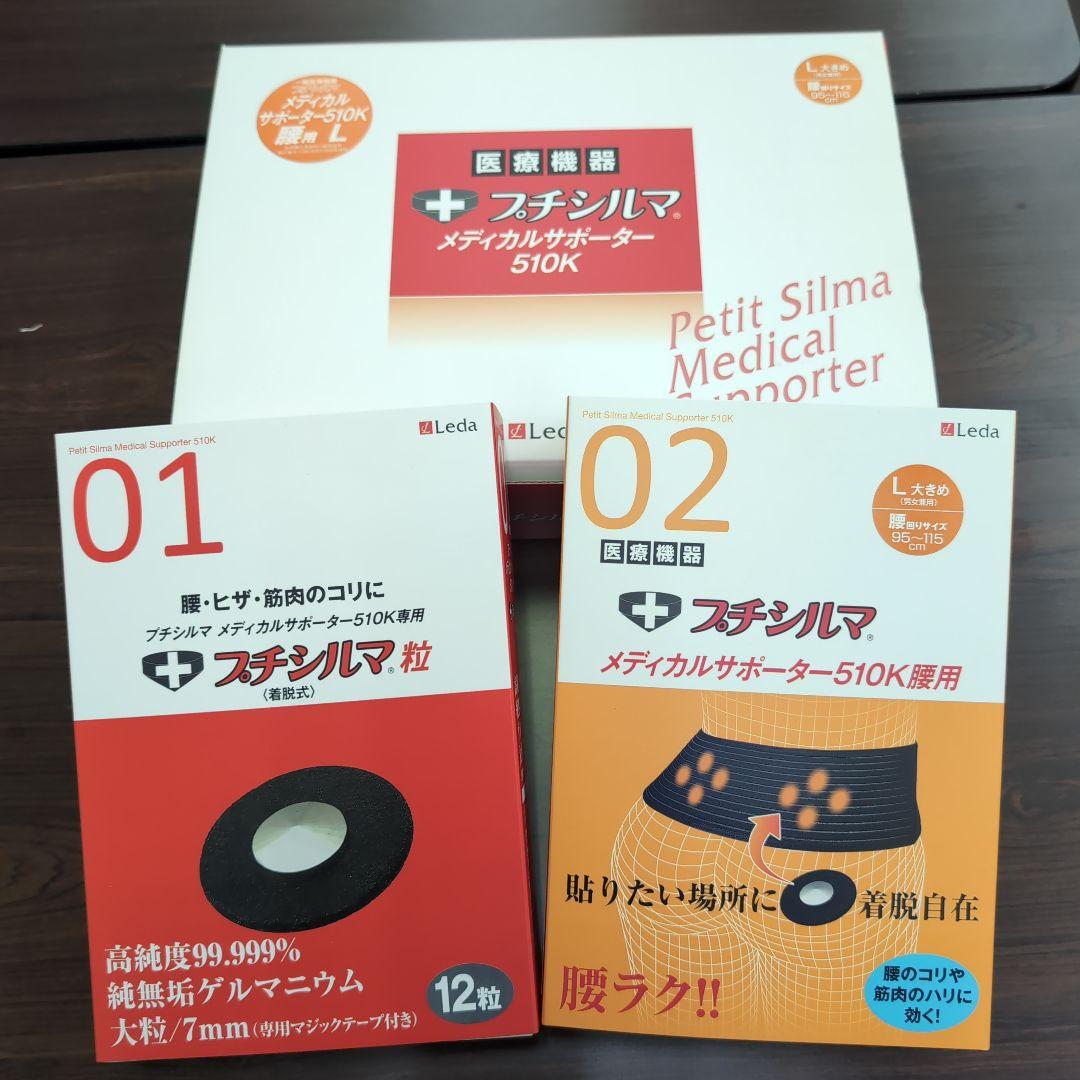 メディカル
サポーター510K
腰用 L
L 大きめ
(男女兼用)
腰回りサイズ
95〜115
cm
医療機器
プチシルマ®
メディカルサポーター
510K
Petit Silma
Medical
Supporter
Leda
Petit Silma Medical Supporter 510K
Leda
01
腰・ヒザ・筋肉のコリに
プチシルマ メディカルサポーター510K専用
プチシルマ®粒
〈着脱式〉
高純度99.999%
純無垢ゲルマニウム
大粒/7mm(専用マジックテープ付き)
12粒
Petit Silma Medical Supporter 510K
Leda
02
L 大きめ
(男女兼用)
腰回りサイズ
95〜115
cm
医療機器
プチシルマ®
メディカルサポーター510K腰用
貼りたい場所に 着脱自在
腰ラク!!
腰のコリや
筋肉のハリに
効く!